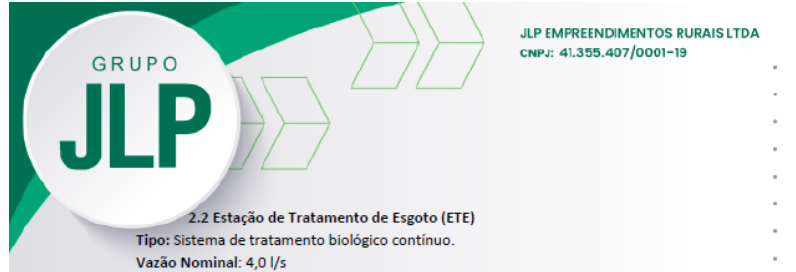 JLP EMPREENDIMENTOS RURAIS LTDA
CNPJ: 41.355.407/0001-19
GRUPO
JLP
2.2 Estação de Tratamento de Esgoto (ETE)
Tipo: Sistema de tratamento biológico contínuo.
Vazão Nominal: 4,0 l/s